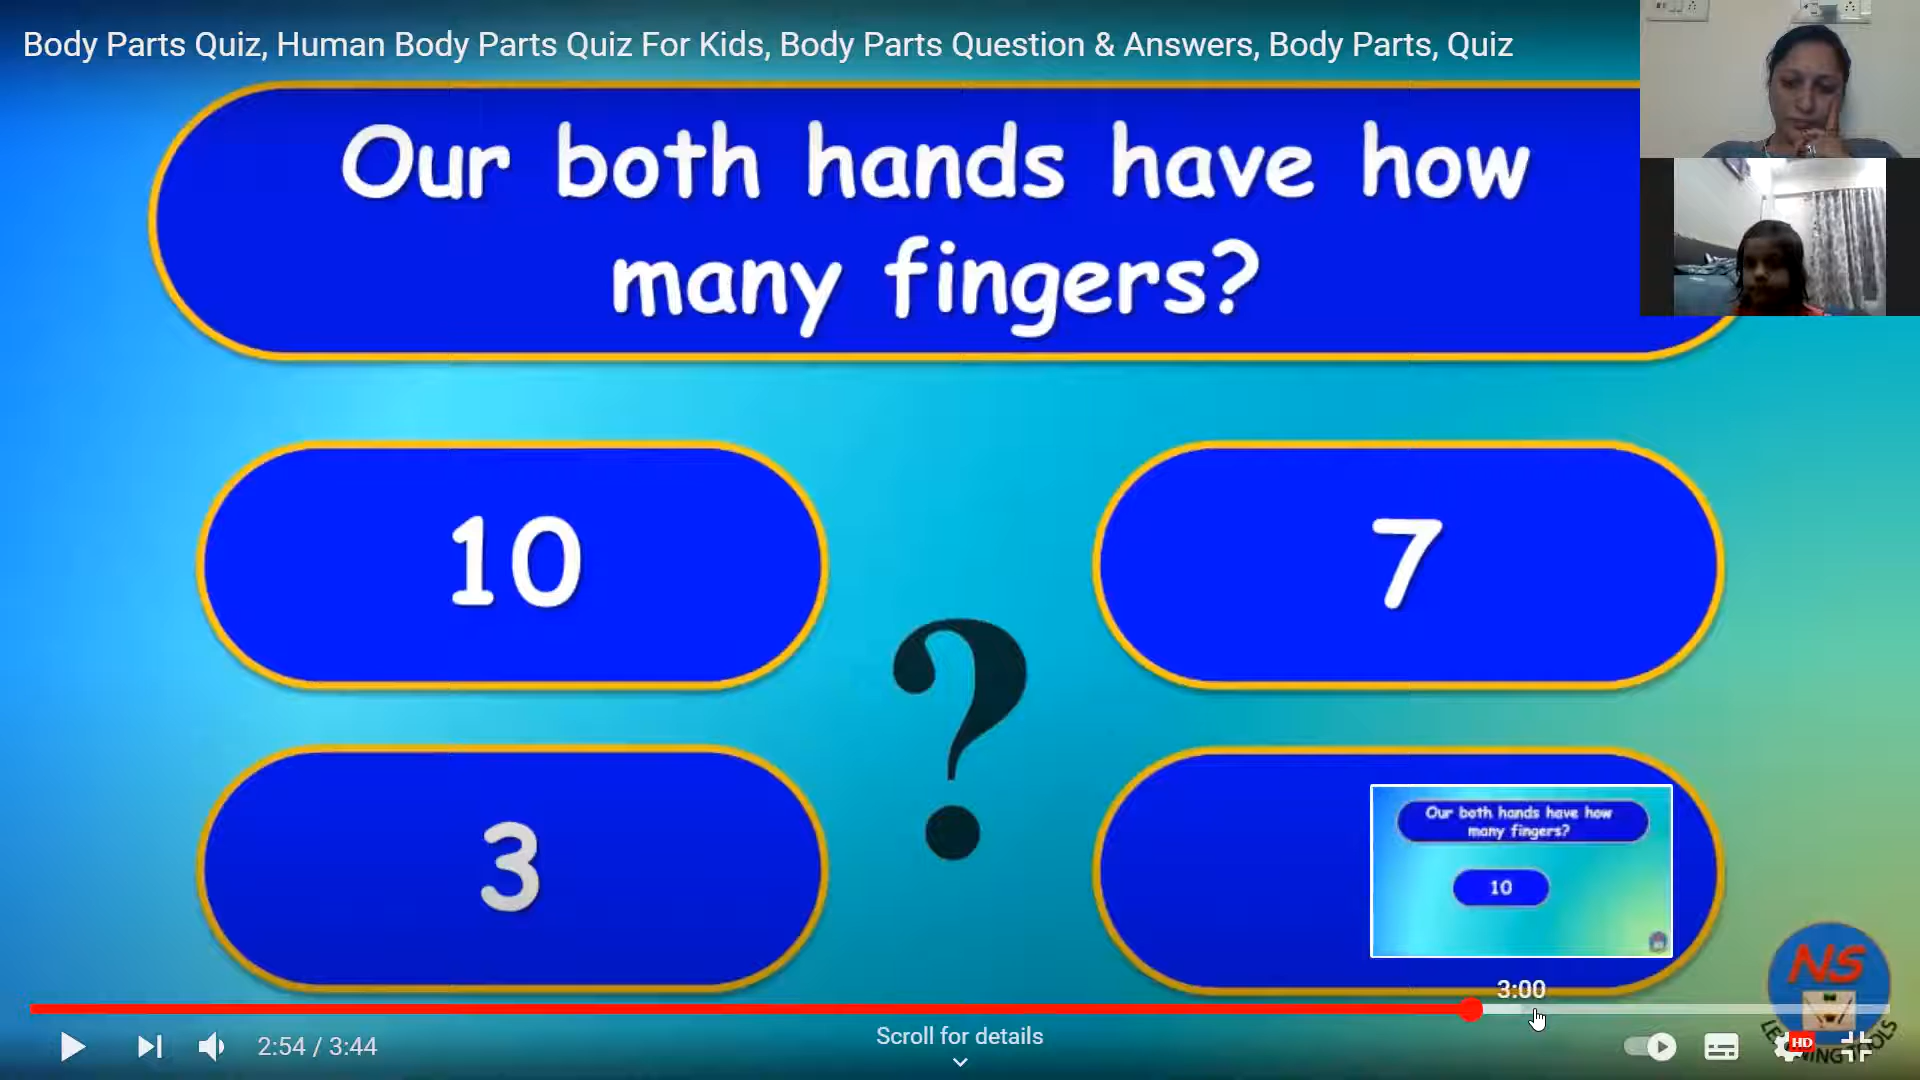 Body Parts Quiz, Human Body Parts Quiz For Kids, Body Parts Question & Answers, Body Parts, Quiz
Our both hands have how
many fingers?
10
7
3
Our both hands have how
many fingers?
10
3:00
2:54 / 3:44
Scroll for details
HD
NS